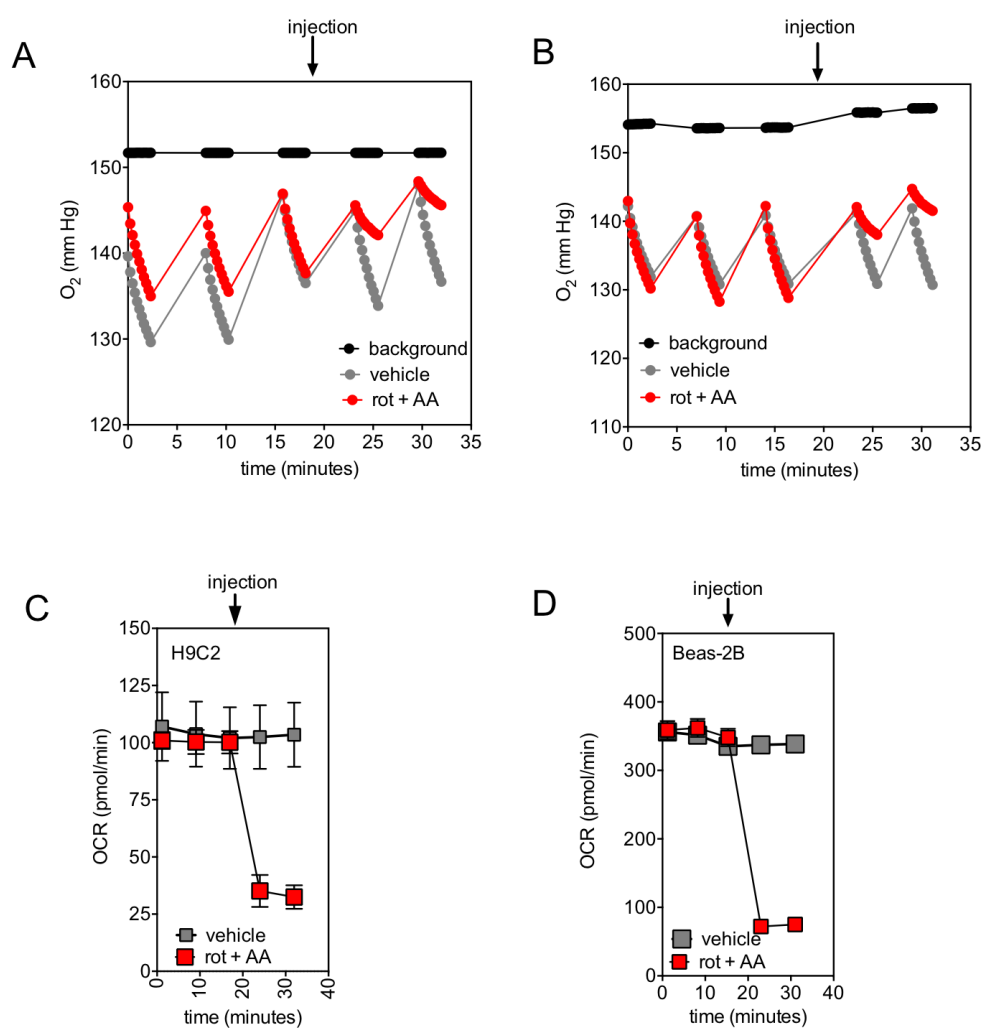 A
injection
O2 (mm Hg)
160
150
140
130
120
background
vehicle
rot + AA
0
5
10
15
20
25
30
35
time (minutes)
B
injection
O2 (mm Hg)
160
150
140
130
120
110
background
vehicle
rot + AA
0
5
10
15
20
25
30
35
time (minutes)
C
injection
OCR (pmol/min)
150
125
100
75
50
25
0
H9C2
vehicle
rot + AA
0
10
20
30
40
time (minutes)
D
injection
OCR (pmol/min)
500
400
300
200
100
0
Beas-2B
vehicle
rot + AA
0
10
20
30
40
time (minutes)